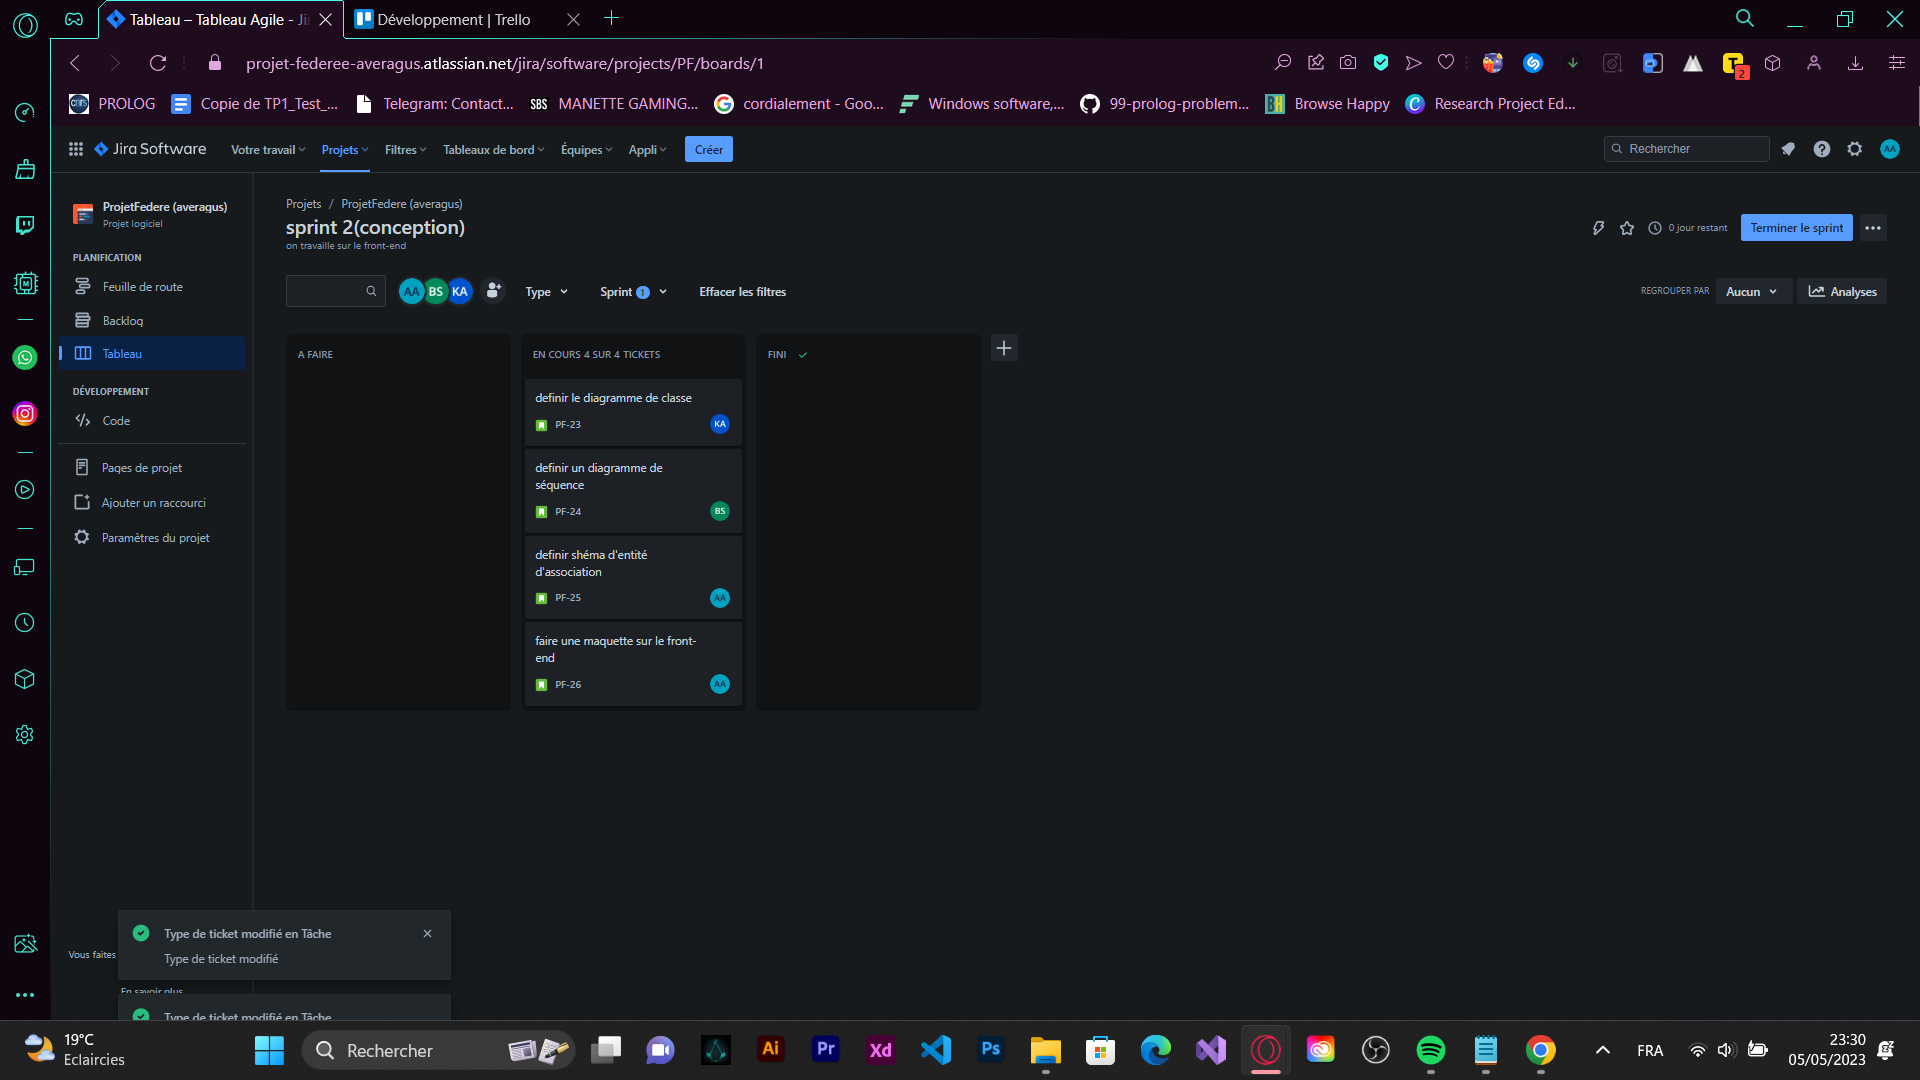 Tableau – Tableau Agile - Ji
Développement | Trello
projet-federee-averagus.atlassian.net/jira/software/projects/PF/boards/1
2
PROLOG
Copie de TP1_Test_...
Telegram: Contact...
SBS
MANETTE GAMING...
cordialement - Goo...
Windows software,...
99-prolog-problem...
BH
Browse Happy
Research Project Ed...
Jira Software
Votre travail
Projets
Filtres
Tableaux de bord
Équipes
Appli
Créer
Rechercher
AA
ProjetFedere (averagus)
Projet logiciel
PLANIFICATION
Feuille de route
Backlog
Tableau
DÉVELOPPEMENT
Code
Pages de projet
Ajouter un raccourci
Paramètres du projet
Projets / ProjetFedere (averagus)
sprint 2(conception)
on travaille sur le front-end
0 jour restant
Terminer le sprint
AA BS KA
Type
Sprint 1
Effacer les filtres
REGROUPER PAR
Aucun
Analyses
A FAIRE
EN COURS 4 SUR 4 TICKETS
definir le diagramme de classe
PF-23
KA
definir un diagramme de
séquence
PF-24
BS
definir shéma d'entité
d'association
PF-25
AA
faire une maquette sur le front-
end
PF-26
AA
FINI
Vous faites
Type de ticket modifié en Tâche
Type de ticket modifié
En savoir plus
Type de ticket modifié en Tâche
19°C
Eclaircies
Rechercher
Ai
Pr
Xd
Ps
FRA
23:30
05/05/2023